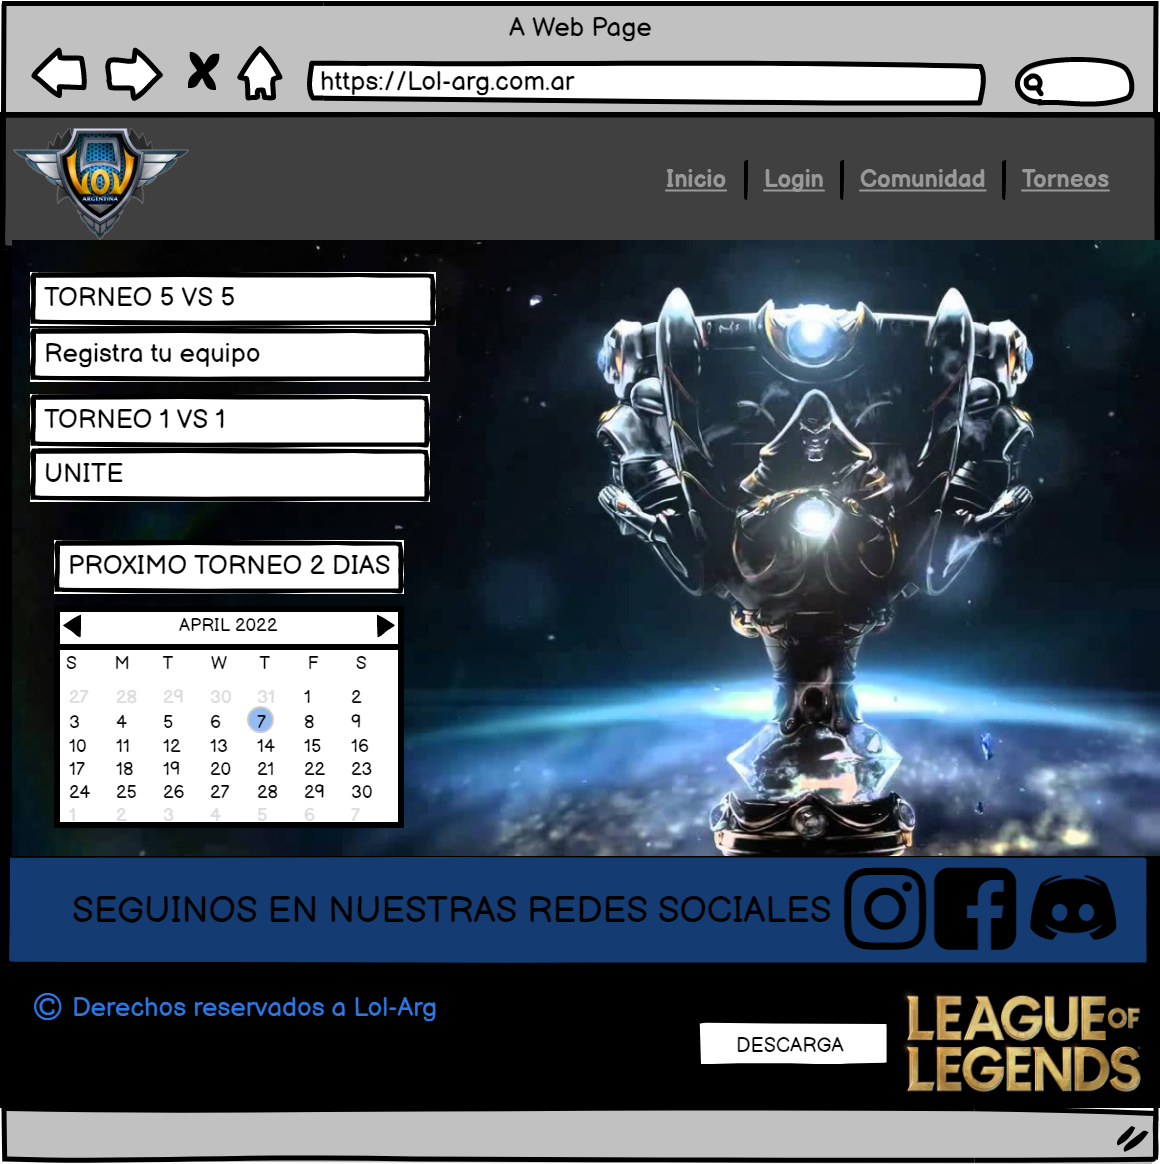 A Web Page
https://Lol-arg.com.ar
LOL
ARGENTINA
Inicio Login Comunidad Torneos
TORNEO 5 VS 5
Registra tu equipo
TORNEO 1 VS 1
UNITE
PROXIMO TORNEO 2 DIAS
APRIL 2022
S M T W T F S
27 28 29 30 31 1 2
3 4 5 6 7 8 9
10 11 12 13 14 15 16
17 18 19 20 21 22 23
24 25 26 27 28 29 30
1 2 3 4 5 6 7
SEGUINOS EN NUESTRAS REDES SOCIALES
© Derechos reservados a Lol-Arg
DESCARGA
LEAGUE OF
LEGENDS